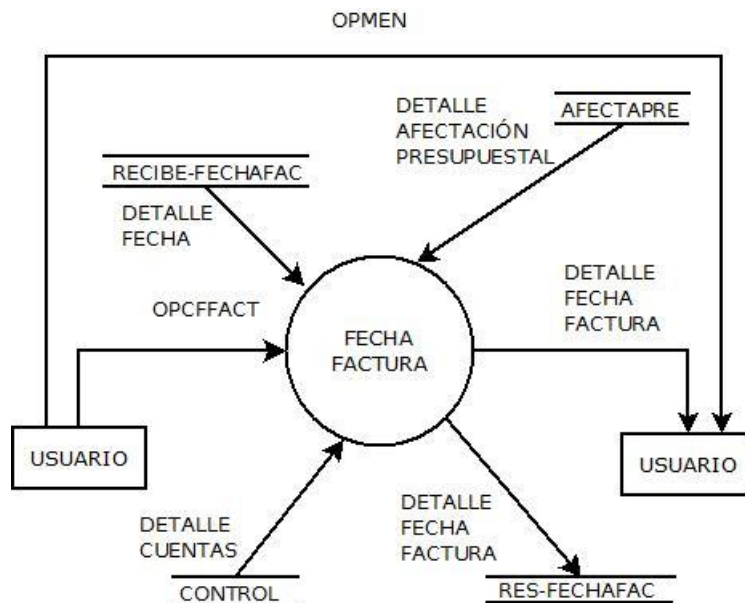 OPMEN
DETALLE
AFECTACIÓN
PRESUPUESTAL
AFECTAPRE
RECIBE-FECHAFAC
DETALLE
FECHA
OPCFFACT
DETALLE
FECHA
FACTURA
FECHA
FACTURA
USUARIO
USUARIO
DETALLE
CUENTAS
DETALLE
FECHA
FACTURA
CONTROL
RES-FECHAFAC